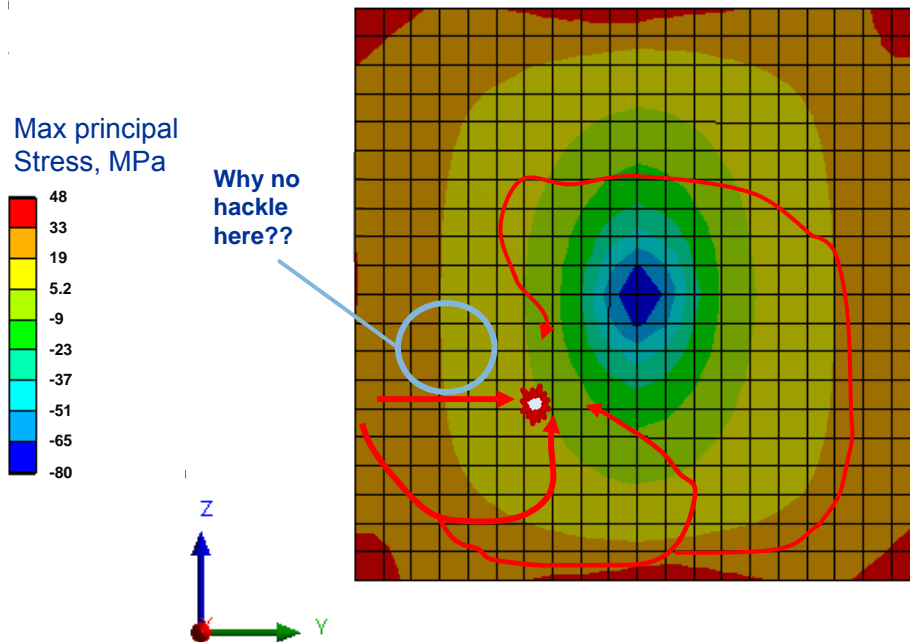 Max principal
Stress, MPa
48
33
19
5.2
-9
-23
-37
-51
-65
-80
Why no
hackle
here??
Z
Y